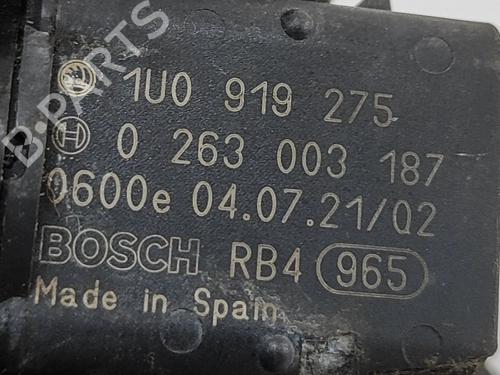 B-PARTS
1U0 919 275
0 263 003 187
0600e 04.07.21/02
BOSCH RB4 965
Made in Spain